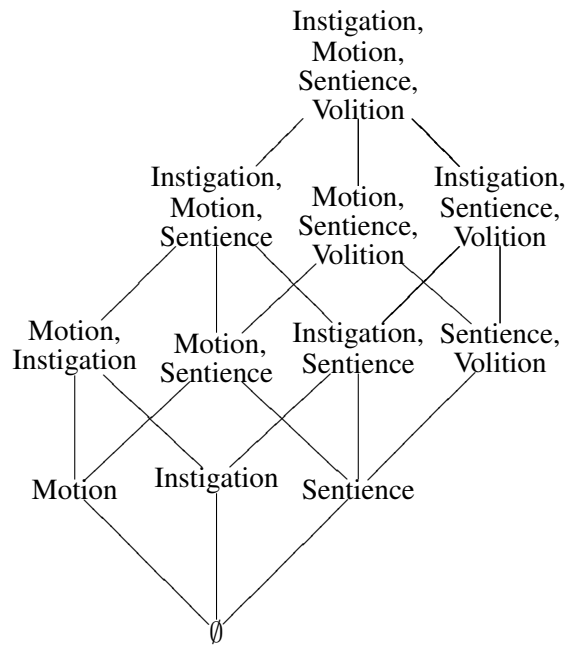 Instigation,
Motion,
Sentience,
Volition
Instigation,
Motion,
Sentience
Motion,
Sentience,
Volition
Instigation,
Sentience,
Volition
Motion,
Instigation
Motion,
Sentience
Instigation,
Sentience
Sentience,
Volition
Motion
Instigation
Sentience
∅